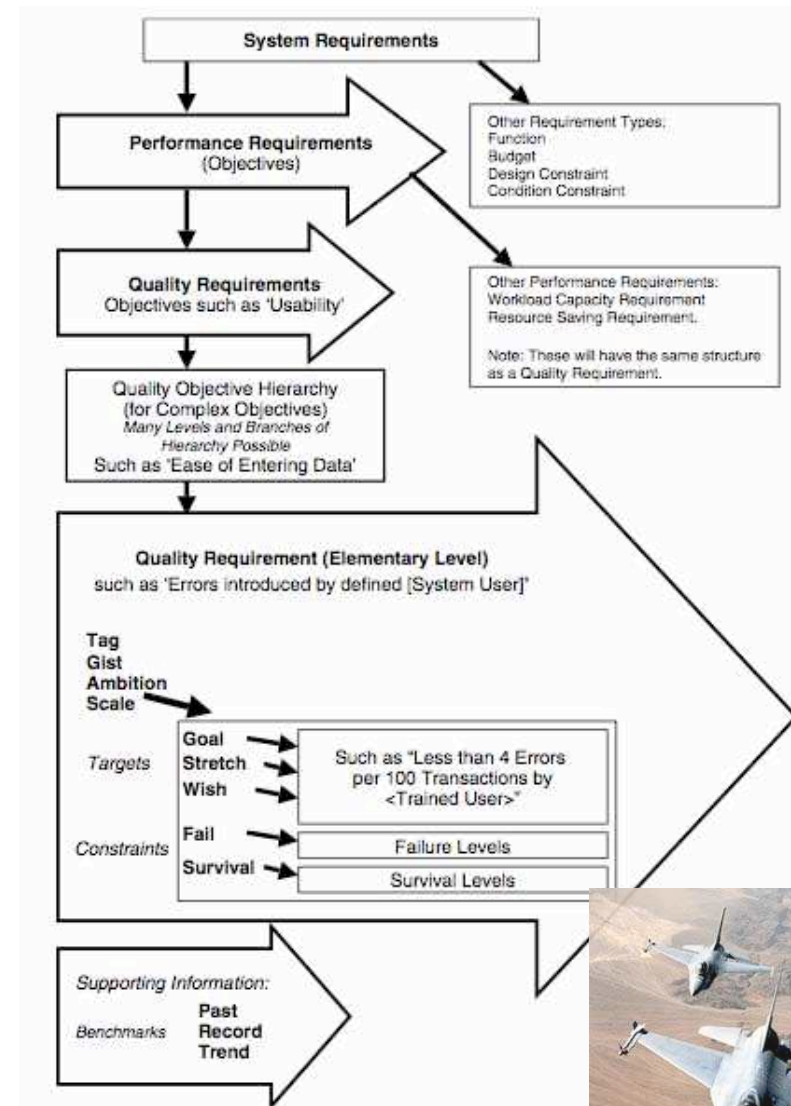 System Requirements
Performance Requirements
(Objectives)
Other Requirement Types:
Function
Budget
Design Constraint
Condition Constraint
Quality Requirements
Objectives such as 'Usability'
Other Performance Requirements:
Workload Capacity Requirement
Resource Saving Requirement.
Note: These will have the same structure
as a Quality Requirement.
Quality Objective Hierarchy
(for Complex Objectives)
Many Levels and Branches of
Hierarchy Possible
Such as 'Ease of Entering Data'
Quality Requirement (Elementary Level)
such as 'Errors introduced by defined [System User]'
Tag
Gist
Ambition
Scale
Targets
Goal
Stretch
Wish
Such as "Less than 4 Errors
per 100 Transactions by
<Trained User>"
Constraints
Fail
Failure Levels
Survival
Survival Levels
Supporting Information:
Benchmarks
Past
Record
Trend